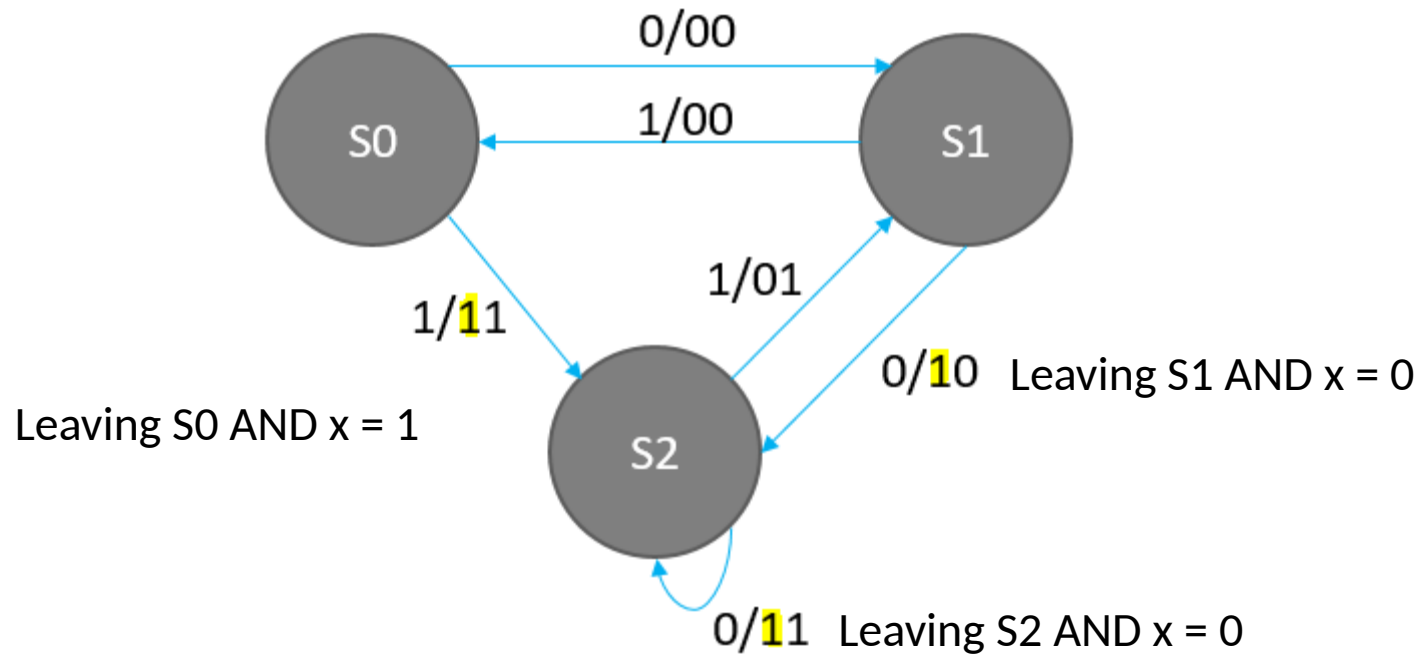 0/00
S0
1/00
S1
1/01
1/11
0/10 Leaving S1 AND x = 0
Leaving S0 AND x = 1
S2
0/11 Leaving S2 AND x = 0